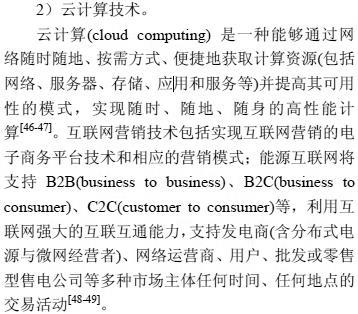 2）云计算技术。
云计算(cloud computing) 是一种能够通过网
络随时随地、按需方式、便捷地获取计算资源(包括
网络、服务器、存储、应用和服务等)并提高其可用
性的模式，实现随时、随地、随身的高性能计
算[46-47]。互联网营销技术包括实现互联网营销的电
子商务平台技术和相应的营销模式；能源互联网将
支持 B2B(business to business)、B2C(business to
consumer)、C2C(customer to consumer)等，利用互
联网强大的互联互通能力，支持发电商(含分布式电
源与微网经营者)、网络运营商、用户、批发或零售
型售电公司等多种市场主体任何时间、任何地点的
交易活动[48-49]。